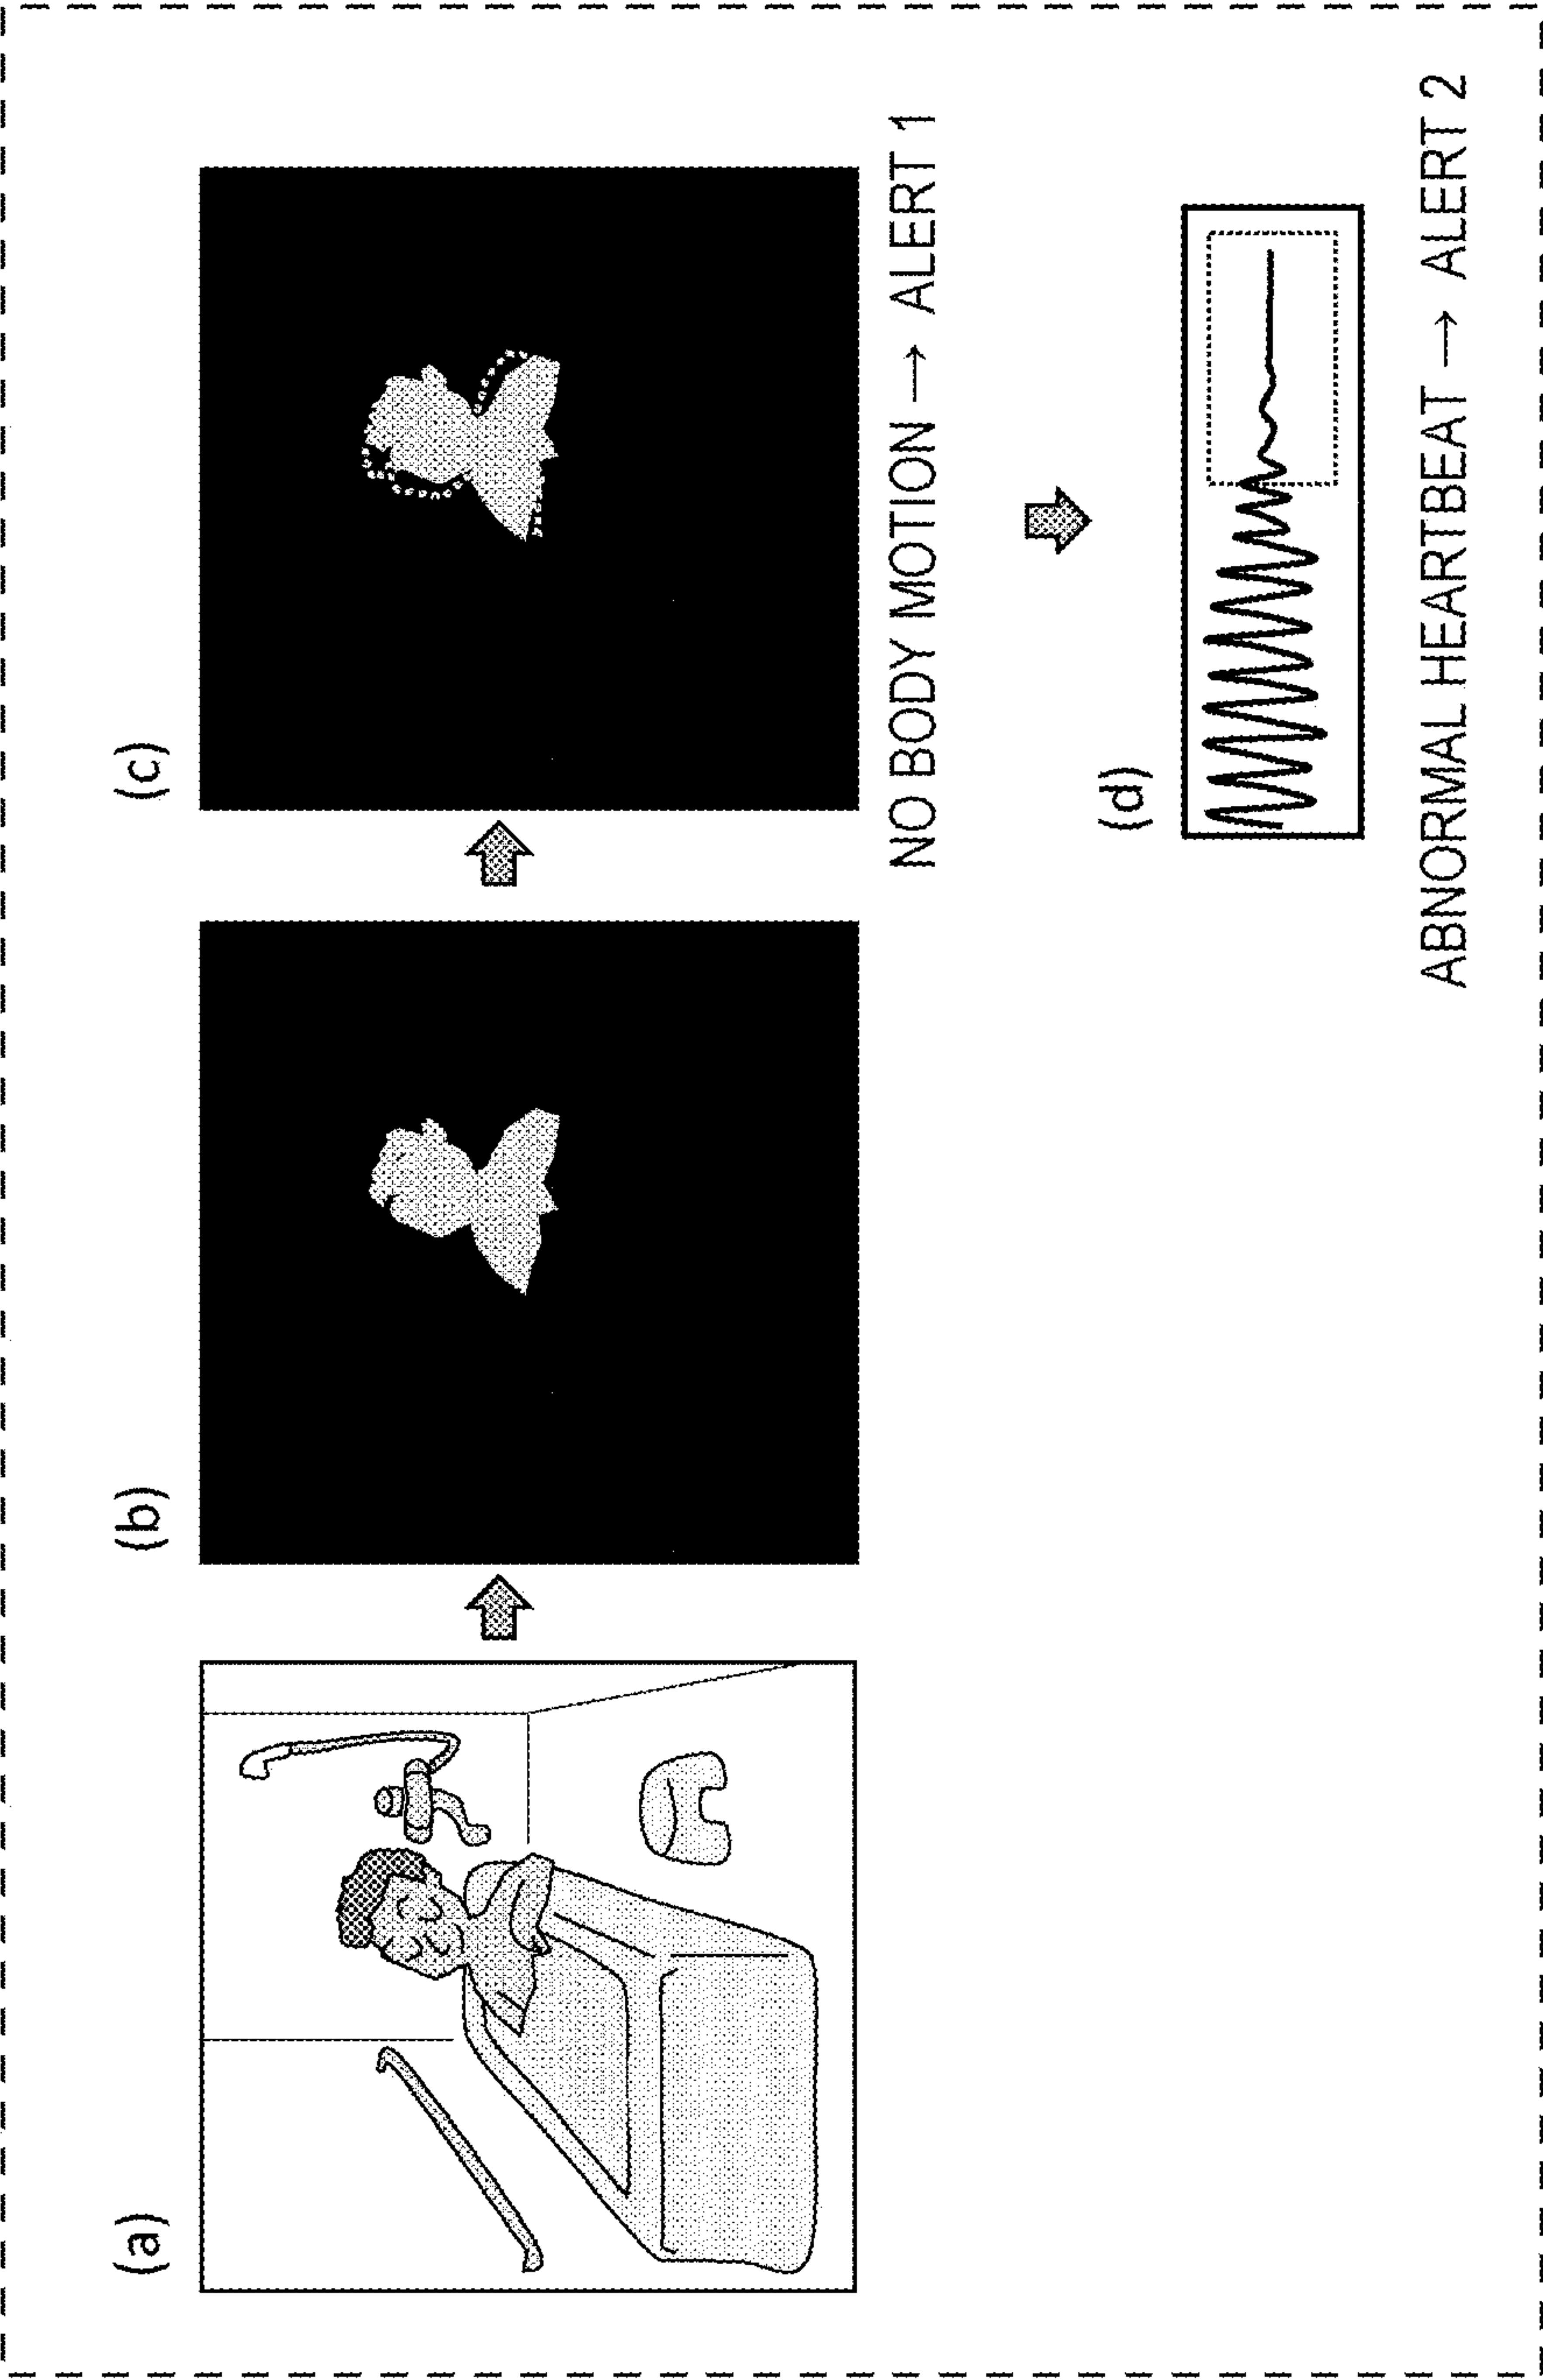 (a)
(b)
(c)
NO BODY MOTION → ALERT 1
(d)
ABNORMAL HEARTBEAT → ALERT 2